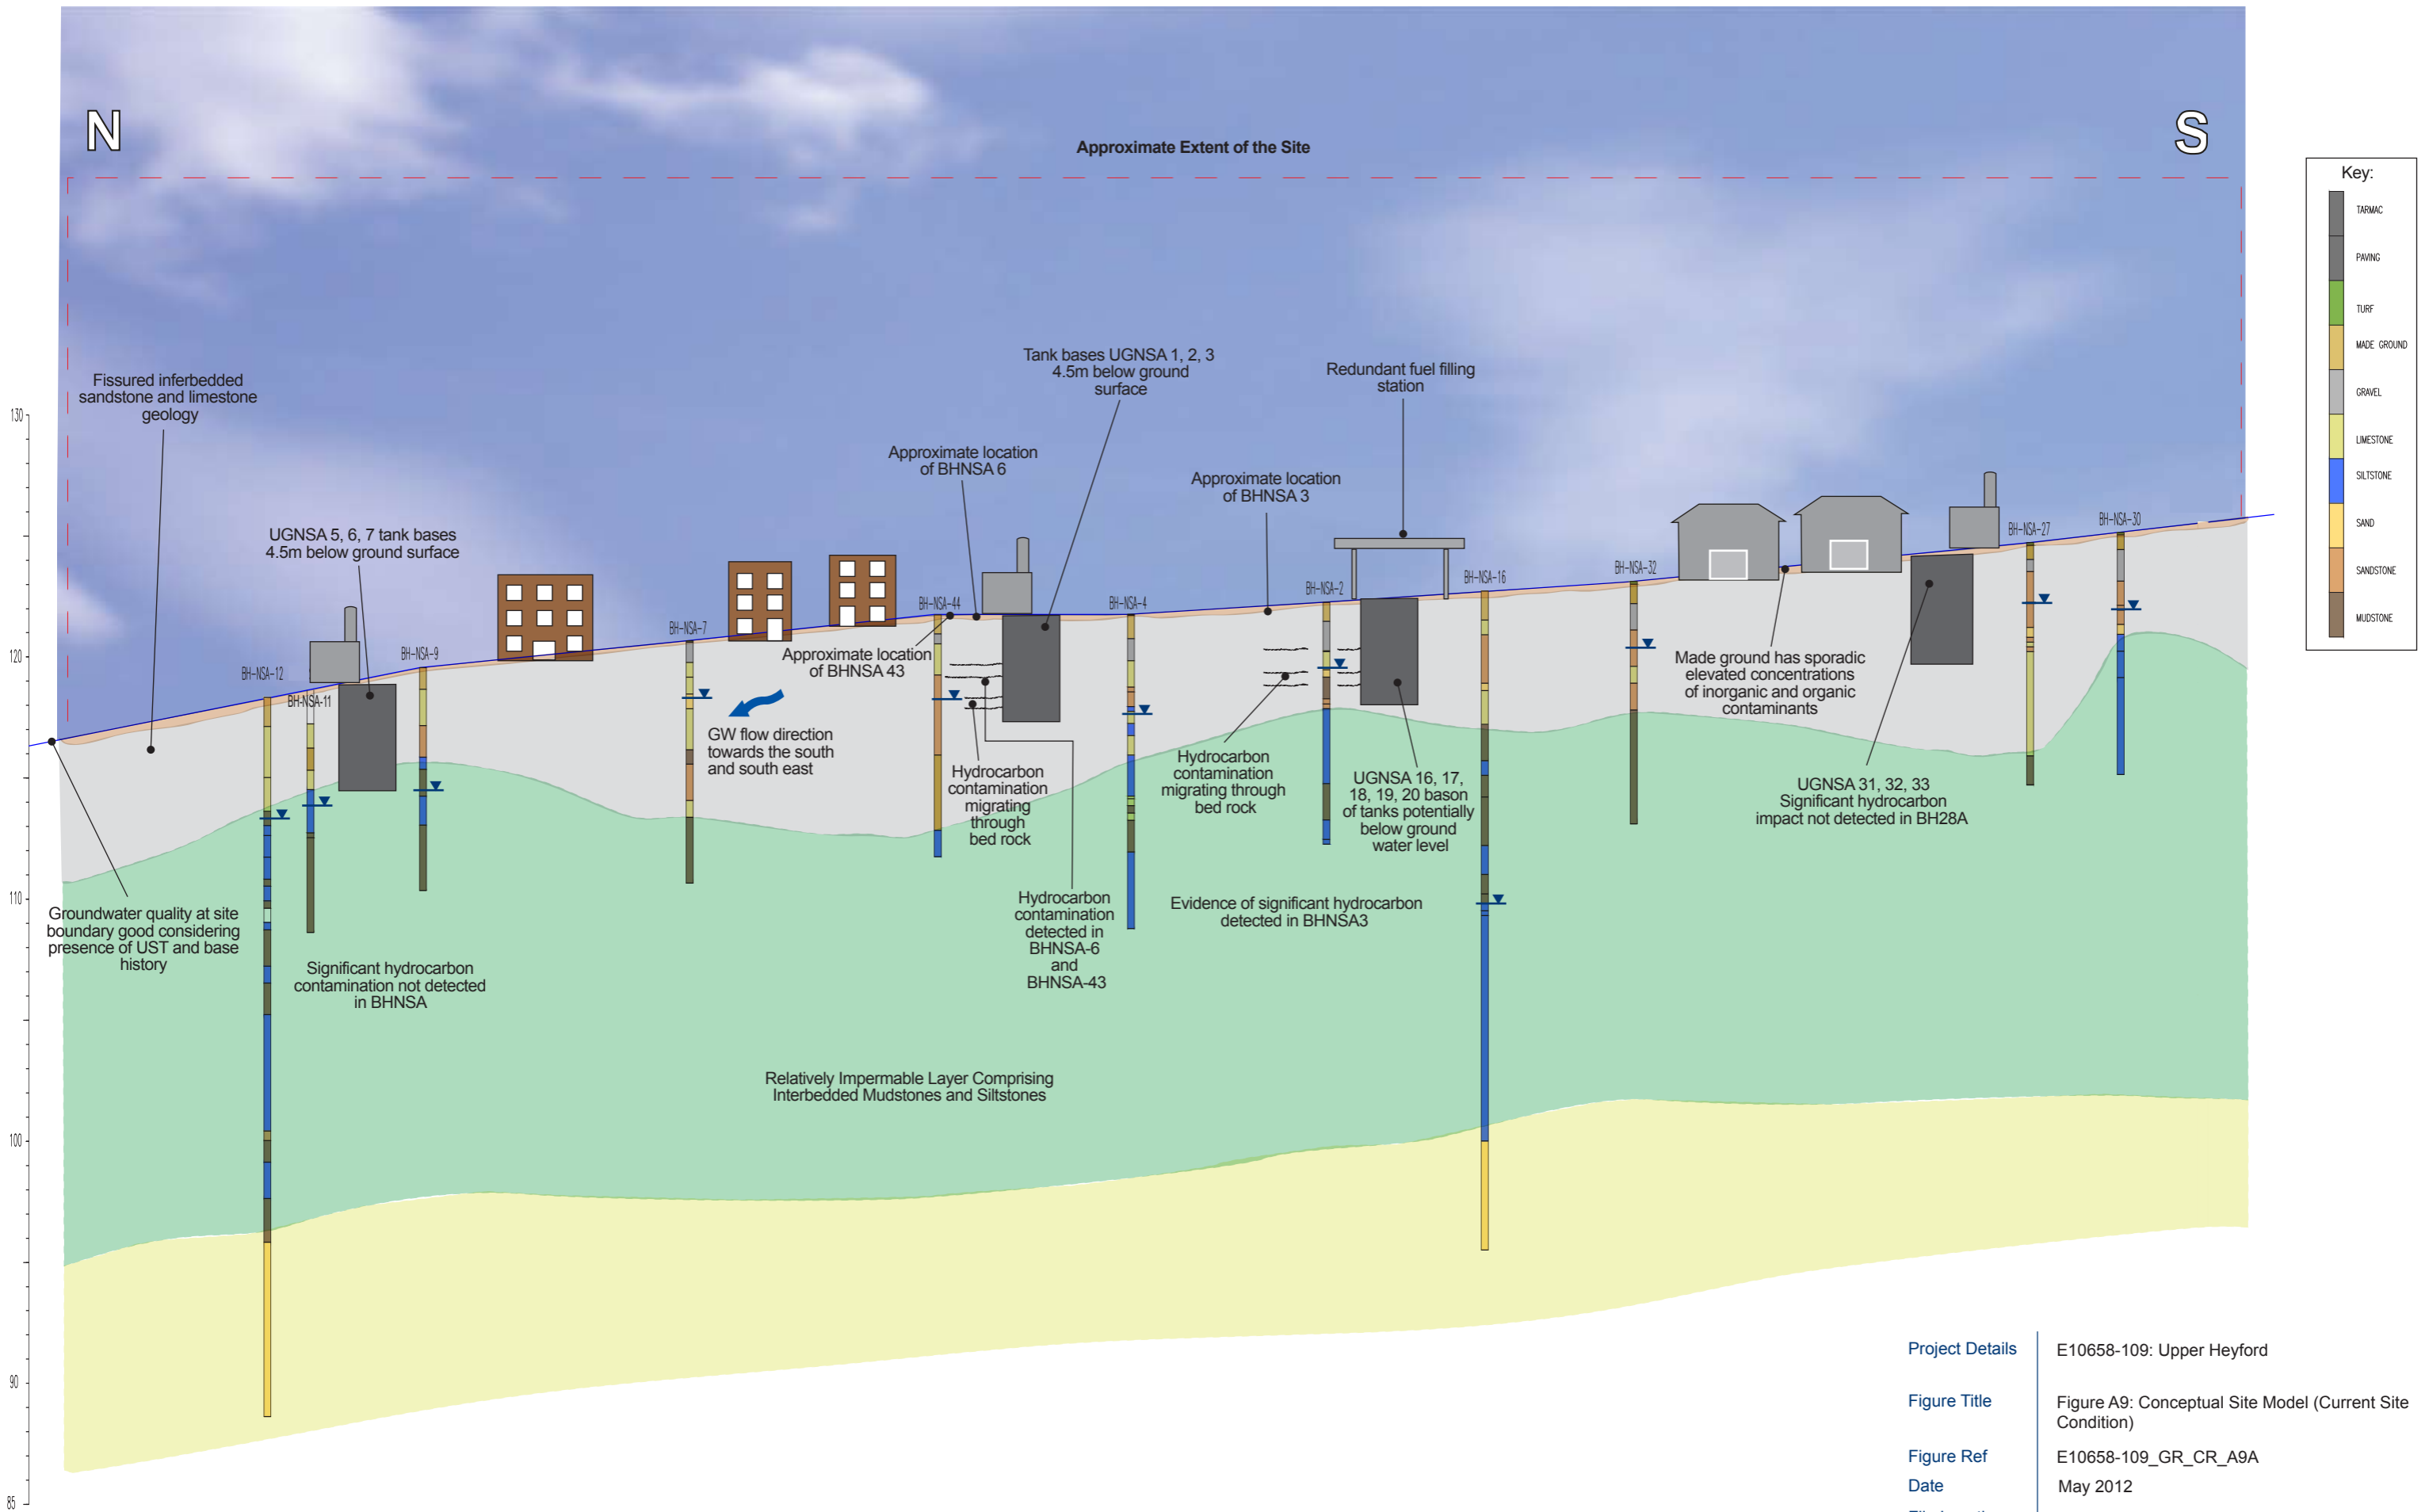 N
S
Approximate Extent of the Site
Key:
TARMAC
PAVING
TURF
MADE GROUND
GRAVEL
LIMESTONE
SILTSTONE
SAND
SANDSTONE
MUDSTONE
130
120
110
100
90
85
Fissured inferbedded
sandstone and limestone
geology
UGNSA 5, 6, 7 tank bases
4.5m below ground surface
Tank bases UGNSA 1, 2, 3
4.5m below ground
surface
Approximate location
of BHNSA 6
Redundant fuel filling
station
Approximate location
of BHNSA 3
BH-NSA-12
BH-NSA-11
BH-NSA-9
BH-NSA-7
BH-NSA-44
BH-NSA-4
BH-NSA-2
BH-NSA-16
BH-NSA-32
BH-NSA-27
BH-NSA-30
Approximate location
of BHNSA 43
GW flow direction
towards the south
and south east
Hydrocarbon
contamination
migrating
through
bed rock
Hydrocarbon
contamination
detected in
BHNSA-6
and
BHNSA-43
Hydrocarbon
contamination
migrating through
bed rock
UGNSA 16, 17,
18, 19, 20 bason
of tanks potentially
below ground
water level
Made ground has sporadic
elevated concentrations
of inorganic and organic
contaminants
UGNSA 31, 32, 33
Significant hydrocarbon
impact not detected in BH28A
Groundwater quality at site
boundary good considering
presence of UST and base
history
Significant hydrocarbon
contamination not detected
in BHNSA
Evidence of significant hydrocarbon
detected in BHNSA3
Relatively Impermable Layer Comprising
Interbedded Mudstones and Siltstones
Project Details E10658-109: Upper Heyford
Figure Title Figure A9: Conceptual Site Model (Current Site
Condition)
Figure Ref E10658-109_GR_CR_A9A
Date May 2012